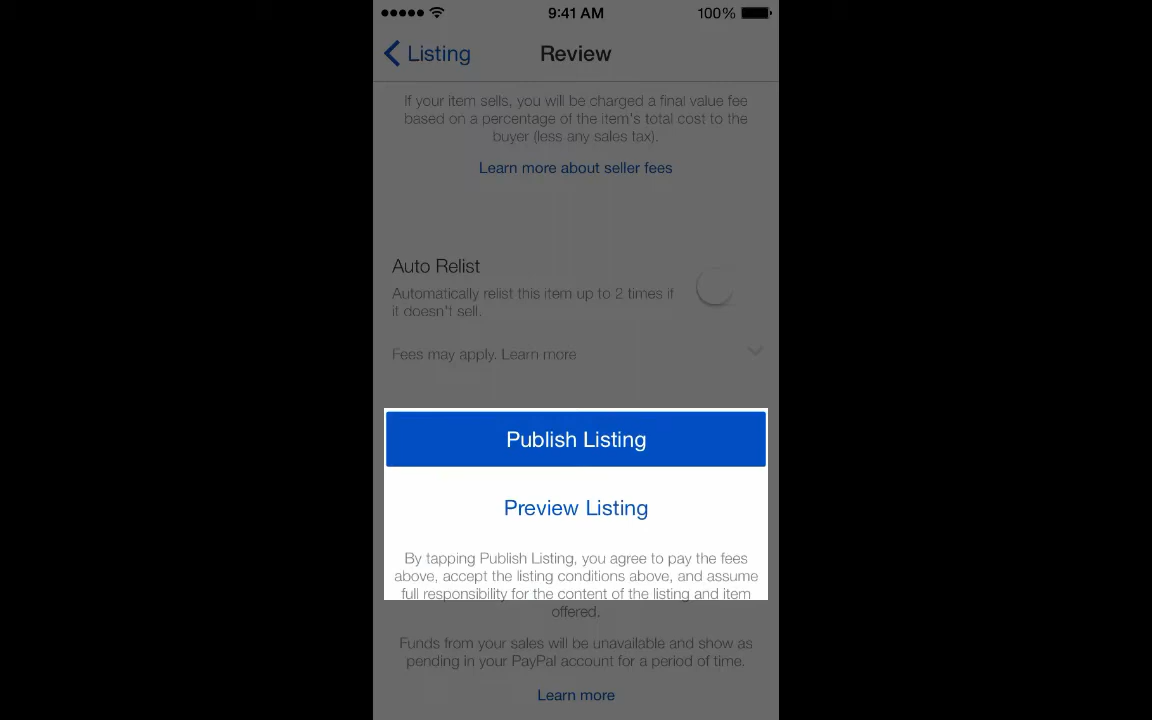 9:41 AM
100%
Listing
Review
If your item sells, you will be charged a final value fee
based on a percentage of the item's total cost to the
buyer (less any sales tax).
Learn more about seller fees
Auto Relist
Automatically relist this item up to 2 times if
it doesn't sell.
Fees may apply. Learn more
Publish Listing
Preview Listing
By tapping Publish Listing, you agree to pay the fees
above, accept the listing conditions above, and assume
full responsibility for the content of the listing and item
offered.
Funds from your sales will be unavailable and show as
pending in your PayPal account for a period of time.
Learn more